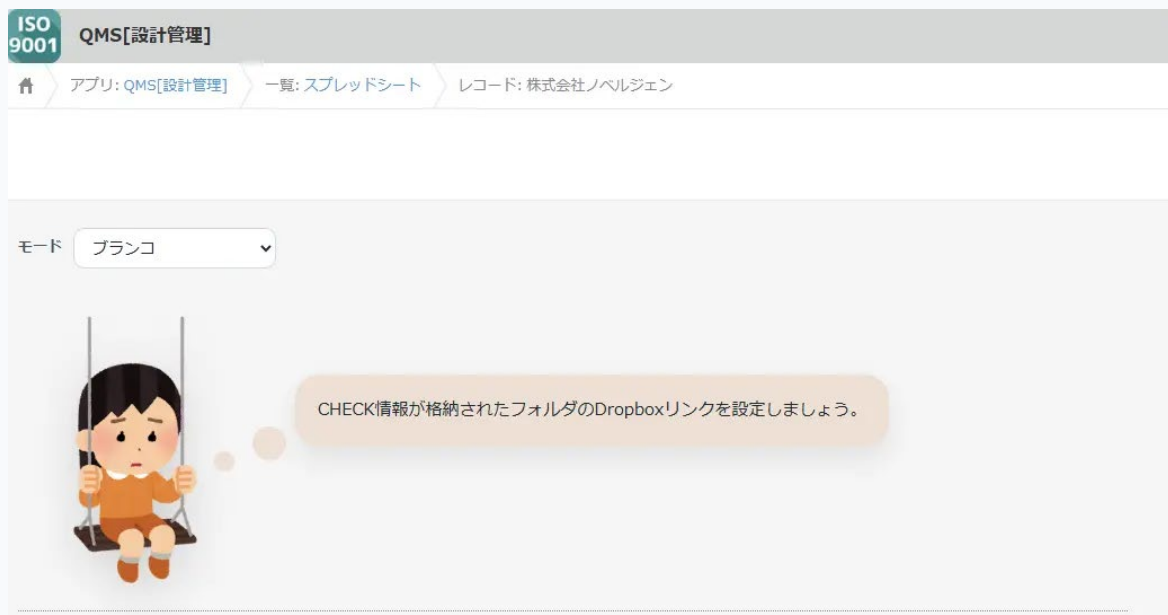 ISO
9001
QMS[設計管理]
アプリ: QMS[設計管理]
一覧: スプレッドシート
レコード: 株式会社ノベルジェン
モード
ブランコ
CHECK情報が格納されたフォルダのDropboxリンクを設定しましょう。